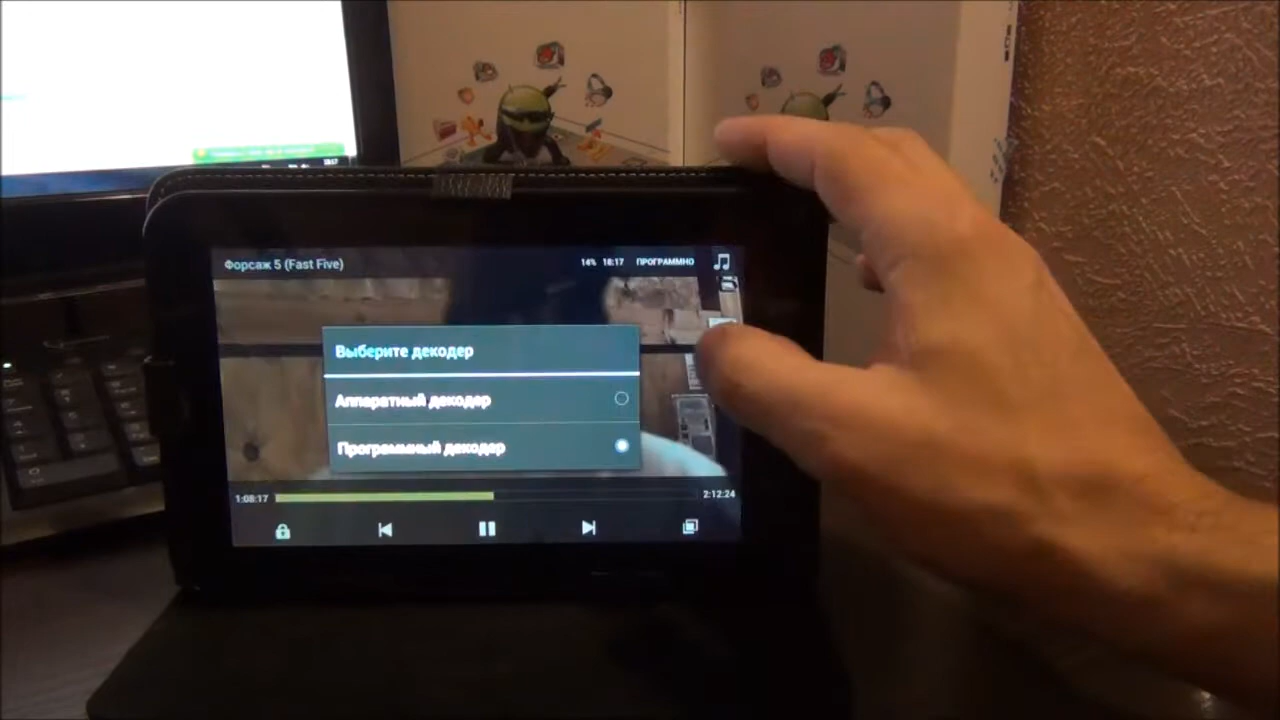 Форсаж 5 (Fast Five)
14% 18:17 ПРОГРАММНО
Выберите декодер
Аппаратный декодер
Программный декодер
1:08:17
2:12:24